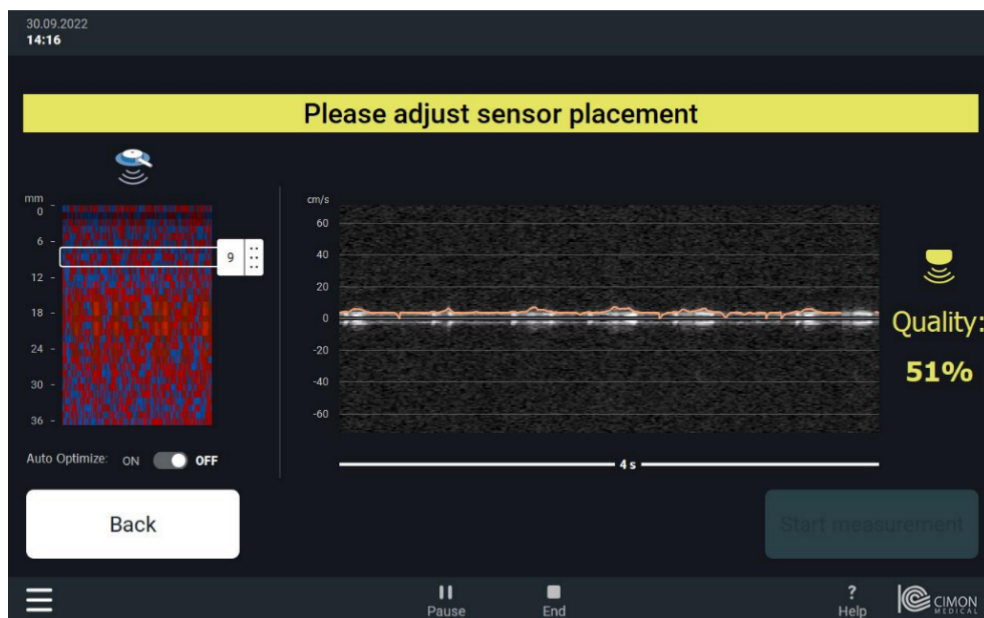 30.09.2022
14:16
Please adjust sensor placement
mm
0
6
12
18
24
30
36
9
cm/s
60
40
20
0
-20
-40
-60
Quality:
51%
4 s
Auto Optimize: ON OFF
Back
Start measurement
Pause
End
?
Help
CIMON
MEDICAL